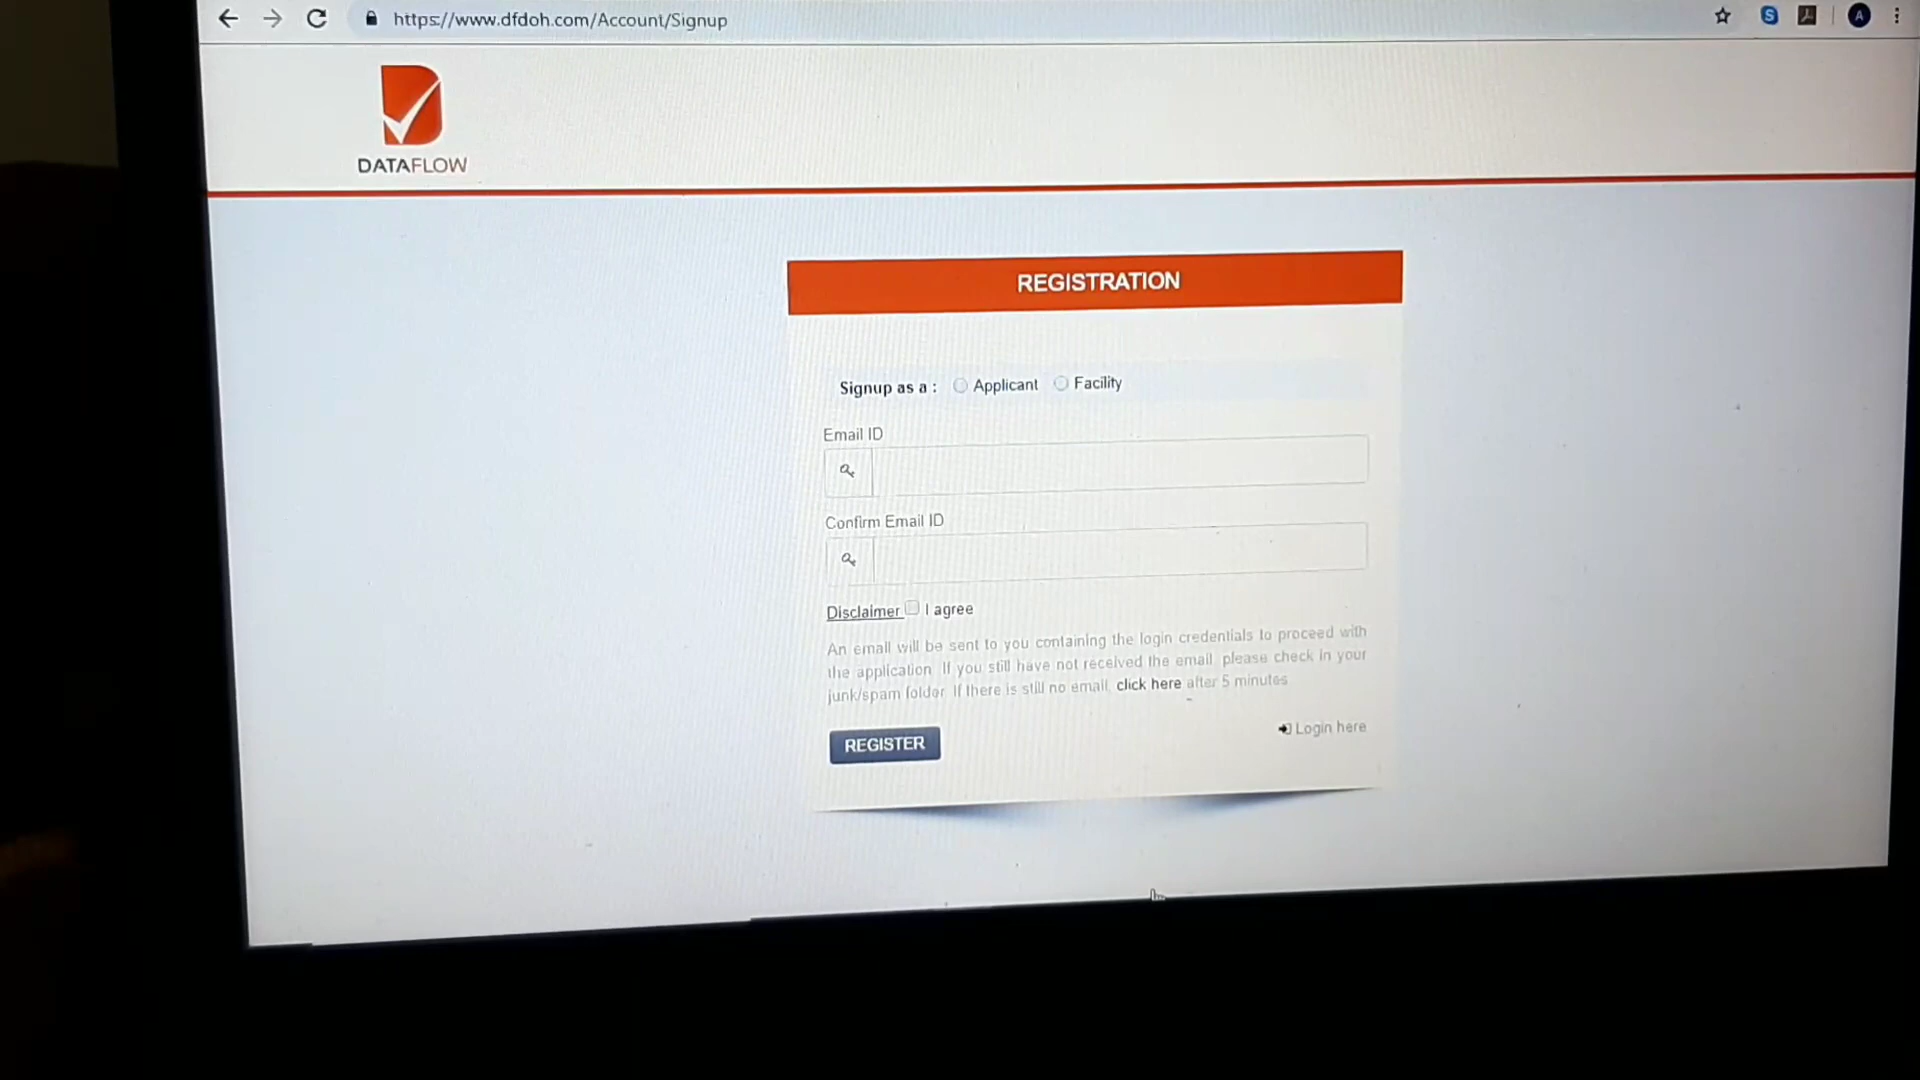 https://www.dfdoh.com/Account/Signup
S
A
DATAFLOW
REGISTRATION
Signup as a : Applicant Facility
Email ID
Confirm Email ID
Disclaimer I agree
An email will be sent to you containing the login credentials to proceed with
the application. If you still have not received the email, please check in your
junk/spam folder. If there is still no email, click here after 5 minutes
REGISTER
Login here